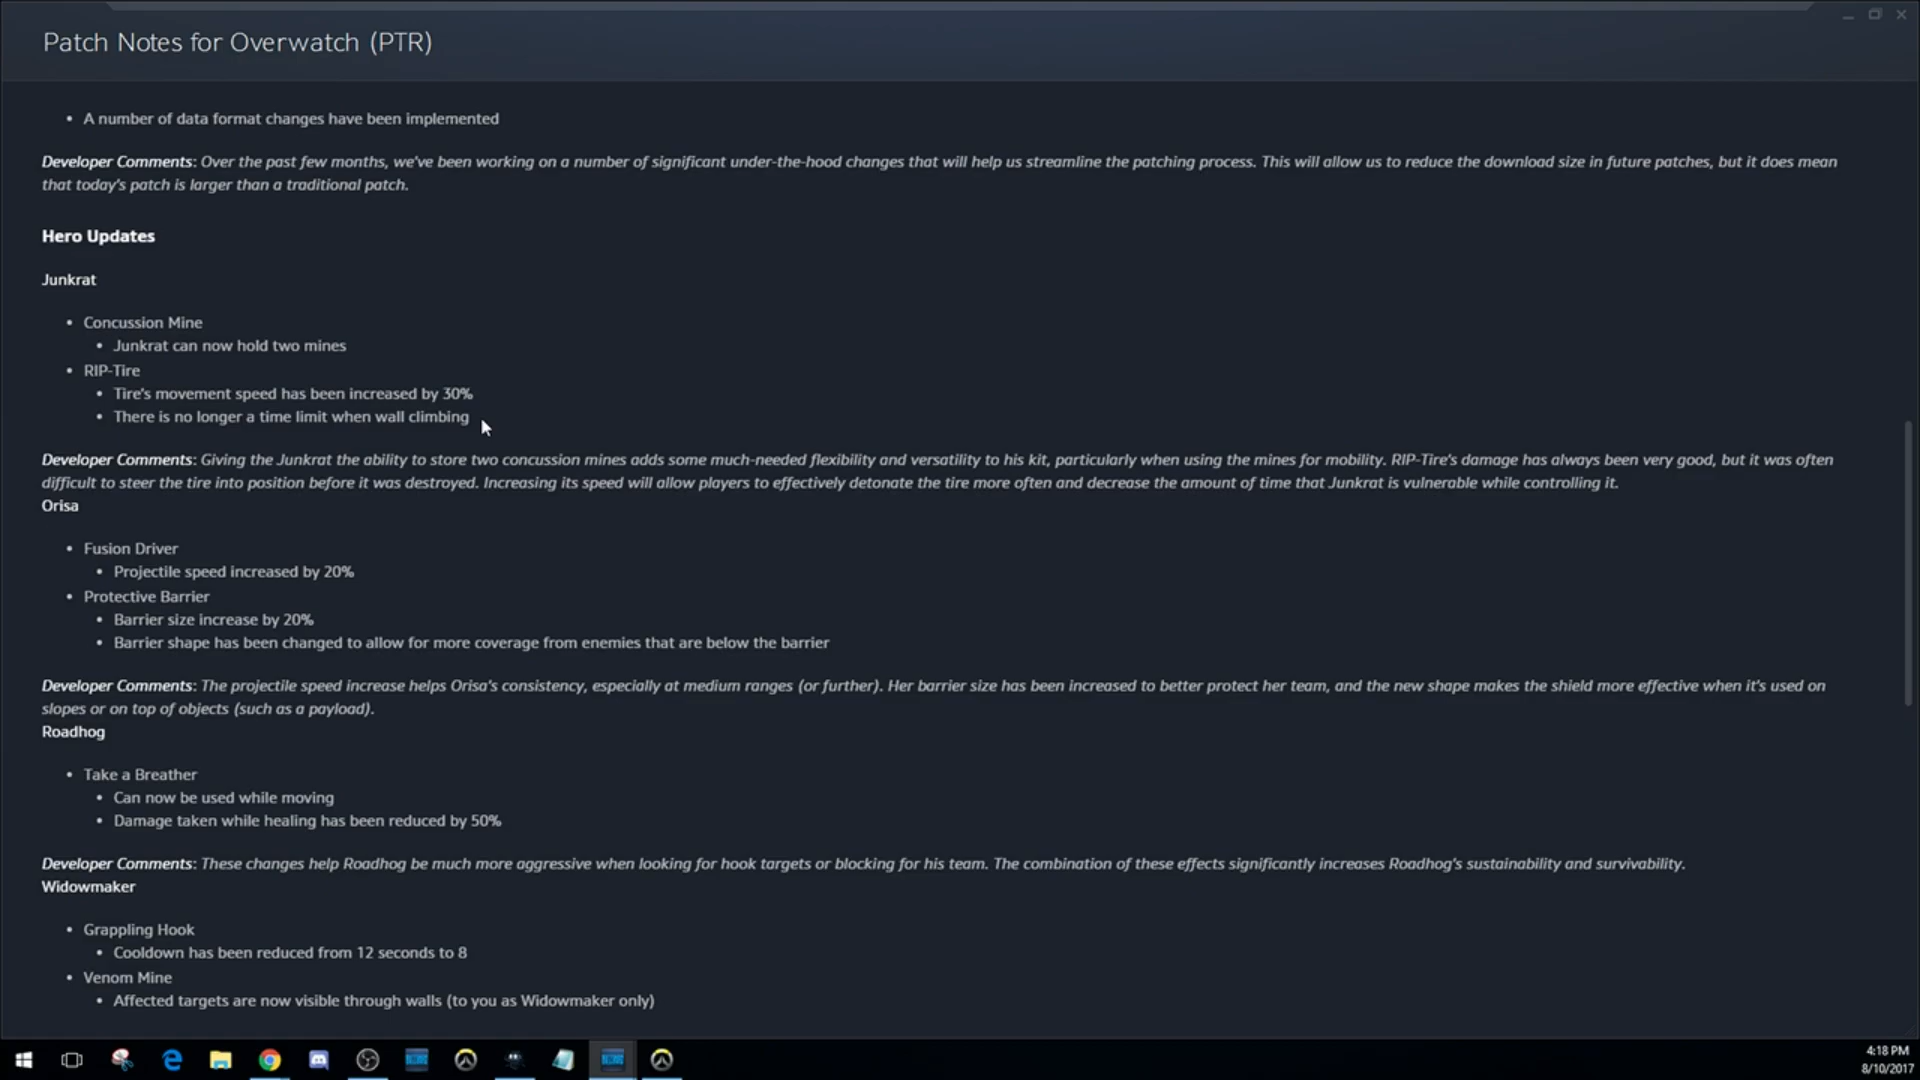 Patch Notes for Overwatch (PTR)
• A number of data format changes have been implemented
Developer Comments: Over the past few months, we've been working on a number of significant under-the-hood changes that will help us streamline the patching process. This will allow us to reduce the download size in future patches, but it does mean
that today's patch is larger than a traditional patch.
Hero Updates
Junkrat
• Concussion Mine
• Junkrat can now hold two mines
• RIP-Tire
• Tire's movement speed has been increased by 30%
• There is no longer a time limit when wall climbing
Developer Comments: Giving the Junkrat the ability to store two concussion mines adds some much-needed flexibility and versatility to his kit, particularly when using the mines for mobility. RIP-Tire's damage has always been very good, but it was often
difficult to steer the tire into position before it was destroyed. Increasing its speed will allow players to effectively detonate the tire more often and decrease the amount of time that Junkrat is vulnerable while controlling it.
Orisa
• Fusion Driver
• Projectile speed increased by 20%
• Protective Barrier
• Barrier size increase by 20%
• Barrier shape has been changed to allow for more coverage from enemies that are below the barrier
Developer Comments: The projectile speed increase helps Orisa's consistency, especially at medium ranges (or further). Her barrier size has been increased to better protect her team, and the new shape makes the shield more effective when it's used on
slopes or on top of objects (such as a payload).
Roadhog
• Take a Breather
• Can now be used while moving
• Damage taken while healing has been reduced by 50%
Developer Comments: These changes help Roadhog be much more aggressive when looking for hook targets or blocking for his team. The combination of these effects significantly increases Roadhog's sustainability and survivability.
Widowmaker
• Grappling Hook
• Cooldown has been reduced from 12 seconds to 8
• Venom Mine
• Affected targets are now visible through walls (to you as Widowmaker only)
4:18 PM
8/10/2017